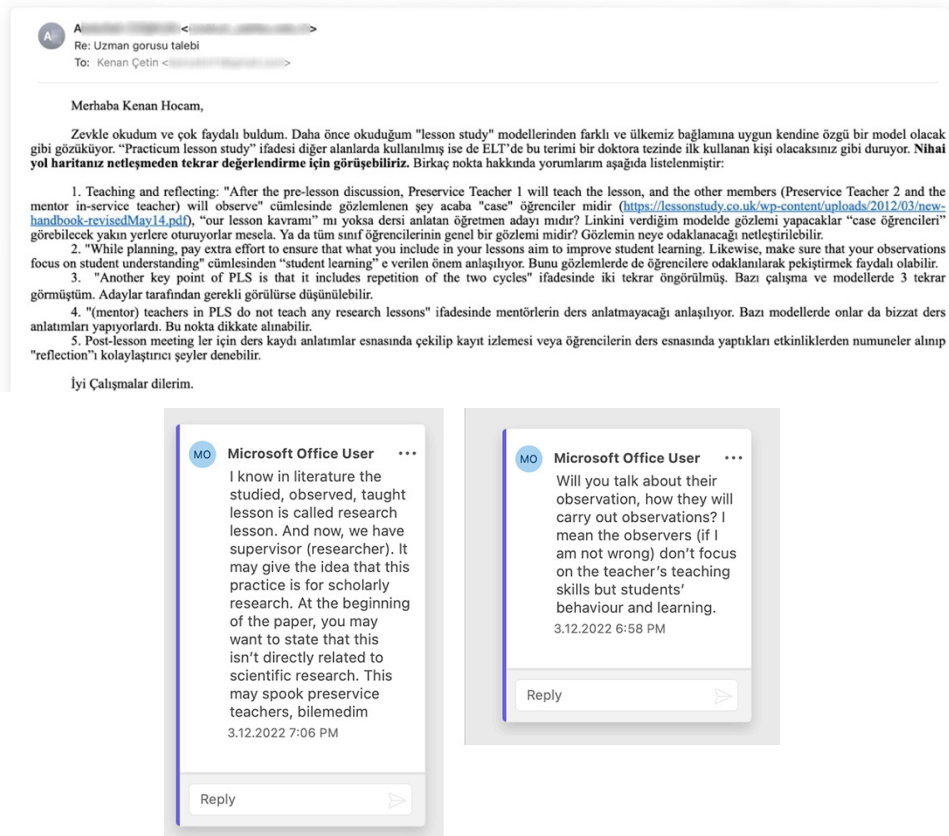 A
A <
>
Re: Uzman gorusu talebi
To: Kenan Çetin < >
Merhaba Kenan Hocam,
Zevkle okudum ve çok faydalı buldum. Daha önce okuduğum "lesson study" modellerinden farklı ve ülkemiz bağlamına uygun kendine özgü bir model olacak
gibi gözüküyor. “Practicum lesson study” ifadesi diğer alanlarda kullanılmış ise de ELT’de bu terimi bir doktora tezinde ilk kullanan kişi olacaksınız gibi duruyor. Nihai
yol haritanız netleşmeden tekrar değerlendirme için görüşebiliriz. Birkaç nokta hakkında yorumlarım aşağıda listelenmiştir:
1. Teaching and reflecting: "After the pre-lesson discussion, Preservice Teacher 1 will teach the lesson, and the other members (Preservice Teacher 2 and the
mentor in-service teacher) will observe" cümlesinde gözlemlenen şey acaba "case" öğrenciler midir (https://lessonstudy.co.uk/wp-content/uploads/2012/03/new-
handbook-revisedMay14.pdf), “our lesson kavramı” mı yoksa dersi anlatan öğretmen adayı mıdır? Linkini verdiğim modelde gözlemi yapacaklar “case öğrencileri”
görebilecek yakın yerlere oturuyorlar mesela. Ya da tüm sınıf öğrencilerinin genel bir gözlemi midir? Gözlemin neye odaklanacağı netleştirilebilir.
2. "While planning, pay extra effort to ensure that what you include in your lessons aim to improve student learning. Likewise, make sure that your observations
focus on student understanding" cümlesinden “student learning” e verilen önem anlaşılıyor. Bunu gözlemlerde de öğrencilere odaklanılarak pekiştirmek faydalı olabilir.
3. "Another key point of PLS is that it includes repetition of the two cycles" ifadesinde iki tekrar öngörülmüş. Bazı çalışma ve modellerde 3 tekrar
görmüştüm. Adaylar tarafından gerekli görülürse düşünülebilir.
4. "(mentor) teachers in PLS do not teach any research lessons" ifadesinde mentörlerin ders anlatmayacağı anlaşılıyor. Bazı modellerde onlar da bizzat ders
anlatımları yapıyorlardı. Bu nokta dikkate alınabilir.
5. Post-lesson meeting ler için ders kaydı anlatımlar esnasında çekilip kayıt izlemesi veya öğrencilerin ders esnasında yaptıkları etkinliklerden numuneler alınıp
"reflection"ı kolaylaştırıcı şeyler denebilir.
İyi Çalışmalar dilerim.
MO
Microsoft Office User
I know in literature the
studied, observed, taught
lesson is called research
lesson. And now, we have
supervisor (researcher). It
may give the idea that this
practice is for scholarly
research. At the beginning
of the paper, you may
want to state that this
isn’t directly related to
scientific research. This
may spook preservice
teachers, bilemedim
3.12.2022 7:06 PM
Reply
MO
Microsoft Office User
Will you talk about their
observation, how they will
carry out observations? I
mean the observers (if I
am not wrong) don’t focus
on the teacher’s teaching
skills but students’
behaviour and learning.
3.12.2022 6:58 PM
Reply